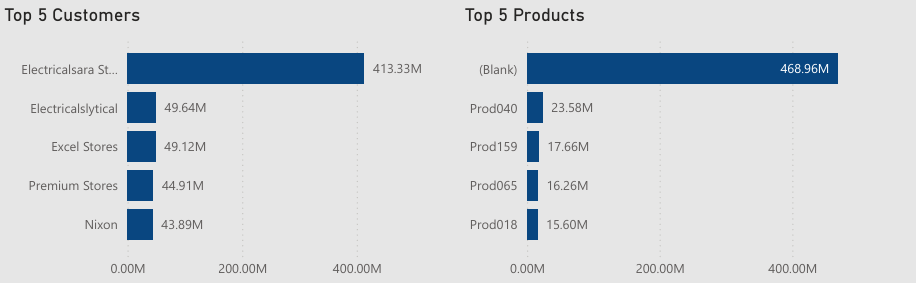 Top 5 Customers
Electricalsara St...
413.33M
Electricalslytical
49.64M
Excel Stores
49.12M
Premium Stores
44.91M
Nixon
43.89M
0.00M
200.00M
400.00M
Top 5 Products
(Blank)
468.96M
Prod040
23.58M
Prod159
17.66M
Prod065
16.26M
Prod018
15.60M
0.00M
200.00M
400.00M